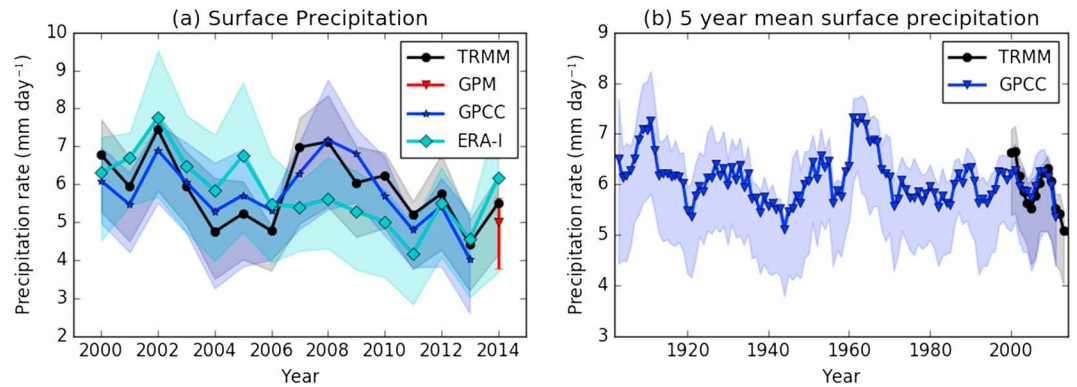 (a) Surface Precipitation
Precipitation rate (mm day⁻¹)
10
9
8
7
6
5
4
3
2
TRMM
GPM
GPCC
ERA-I
2000 2002 2004 2006 2008 2010 2012 2014
Year
(b) 5 year mean surface precipitation
Precipitation rate (mm day⁻¹)
9
8
7
6
5
4
3
TRMM
GPCC
1920 1940 1960 1980 2000
Year